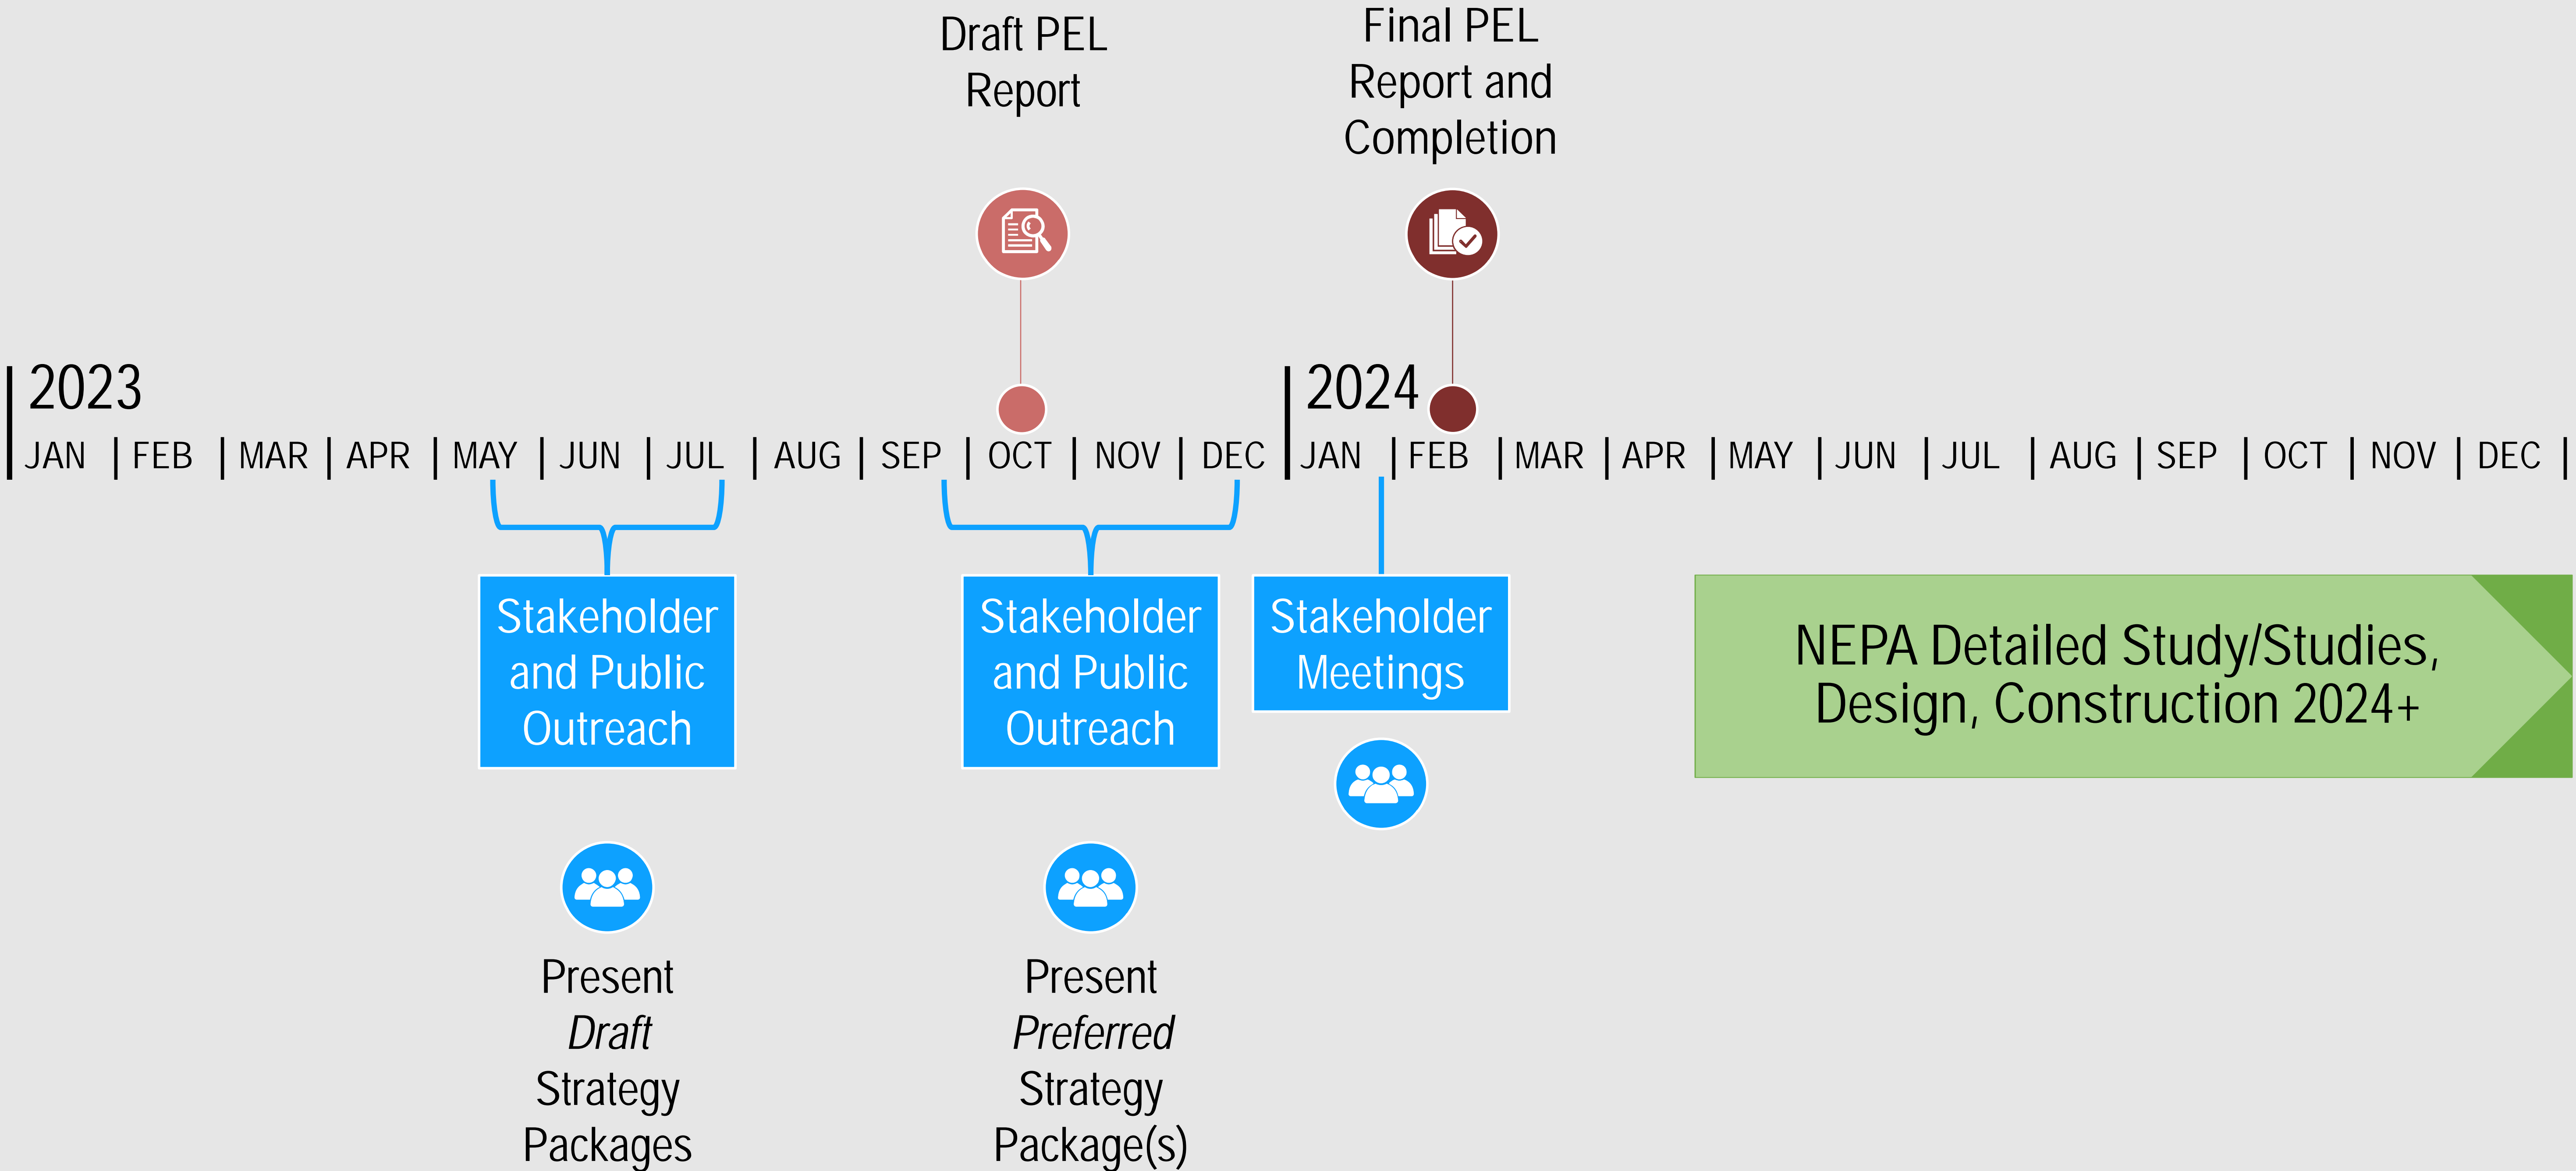 Draft PEL
Report
Final PEL
Report and
Completion
2023
2024
JAN | FEB | MAR | APR | MAY | JUN | JUL | AUG | SEP | OCT | NOV | DEC | JAN | FEB | MAR | APR | MAY | JUN | JUL | AUG | SEP | OCT | NOV | DEC |
Stakeholder
and Public
Outreach
Present
Draft
Strategy
Packages
Stakeholder
and Public
Outreach
Present
Preferred
Strategy
Package(s)
Stakeholder
Meetings
NEPA Detailed Study/Studies,
Design, Construction 2024+